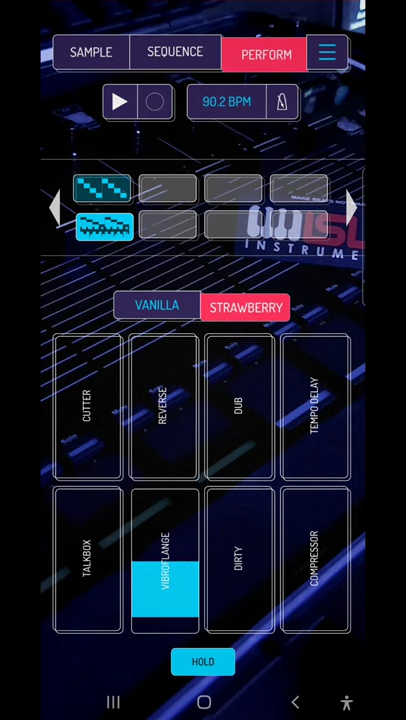 SAMPLE
SEQUENCE
PERFORM
90.2 BPM
INSTRUME
VANILLA
STRAWBERRY
CUTTER
REVERSE
DUB
TEMPO DELAY
TALKBOX
VIBROFLANGE
DIRTY
COMPRESSOR
HOLD